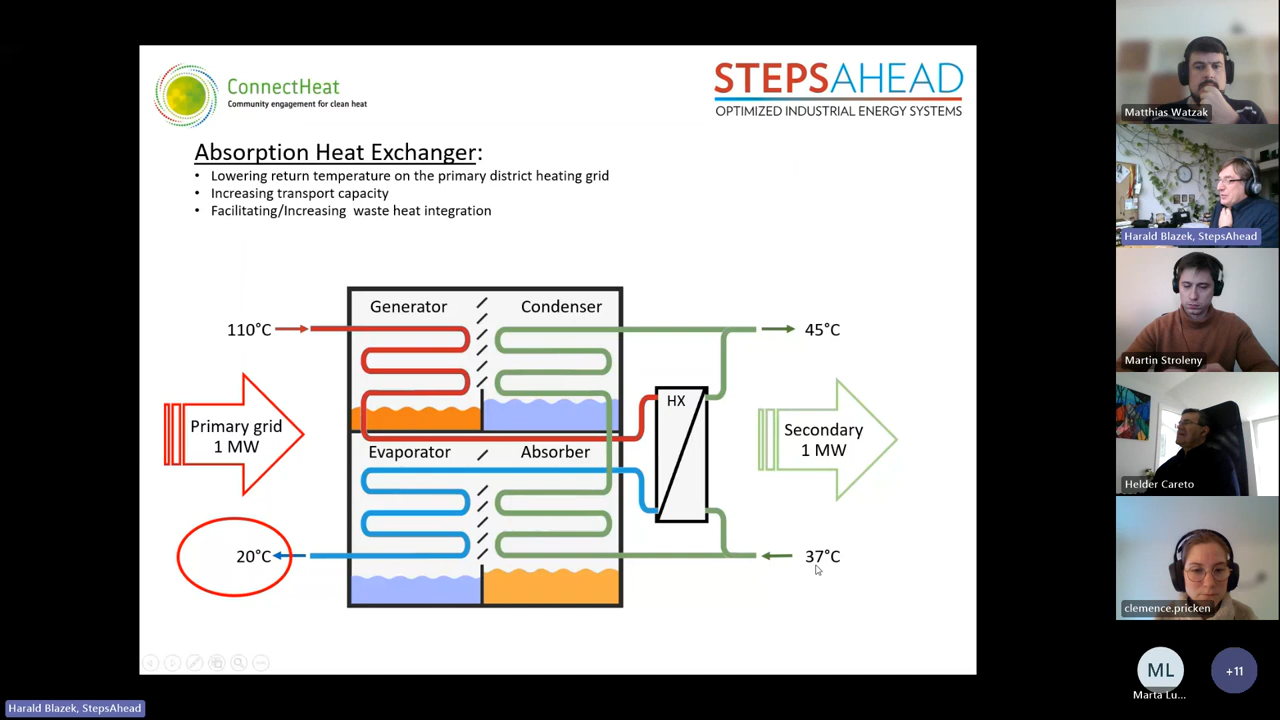 ConnectHeat
Community engagement for clean heat
STEPSAHEAD
OPTIMIZED INDUSTRIAL ENERGY SYSTEMS
Absorption Heat Exchanger:
• Lowering return temperature on the primary district heating grid
• Increasing transport capacity
• Facilitating/Increasing waste heat integration
Generator
Condenser
110°C
45°C
HX
Primary grid
1 MW
Secondary
1 MW
Evaporator
Absorber
20°C
37°C
Matthias Watzak
Harald Blazek, StepsAhead
Martin Stroleny
Helder Careto
clemence.pricken
ML
Marta Lu...
+11
Harald Blazek, StepsAhead